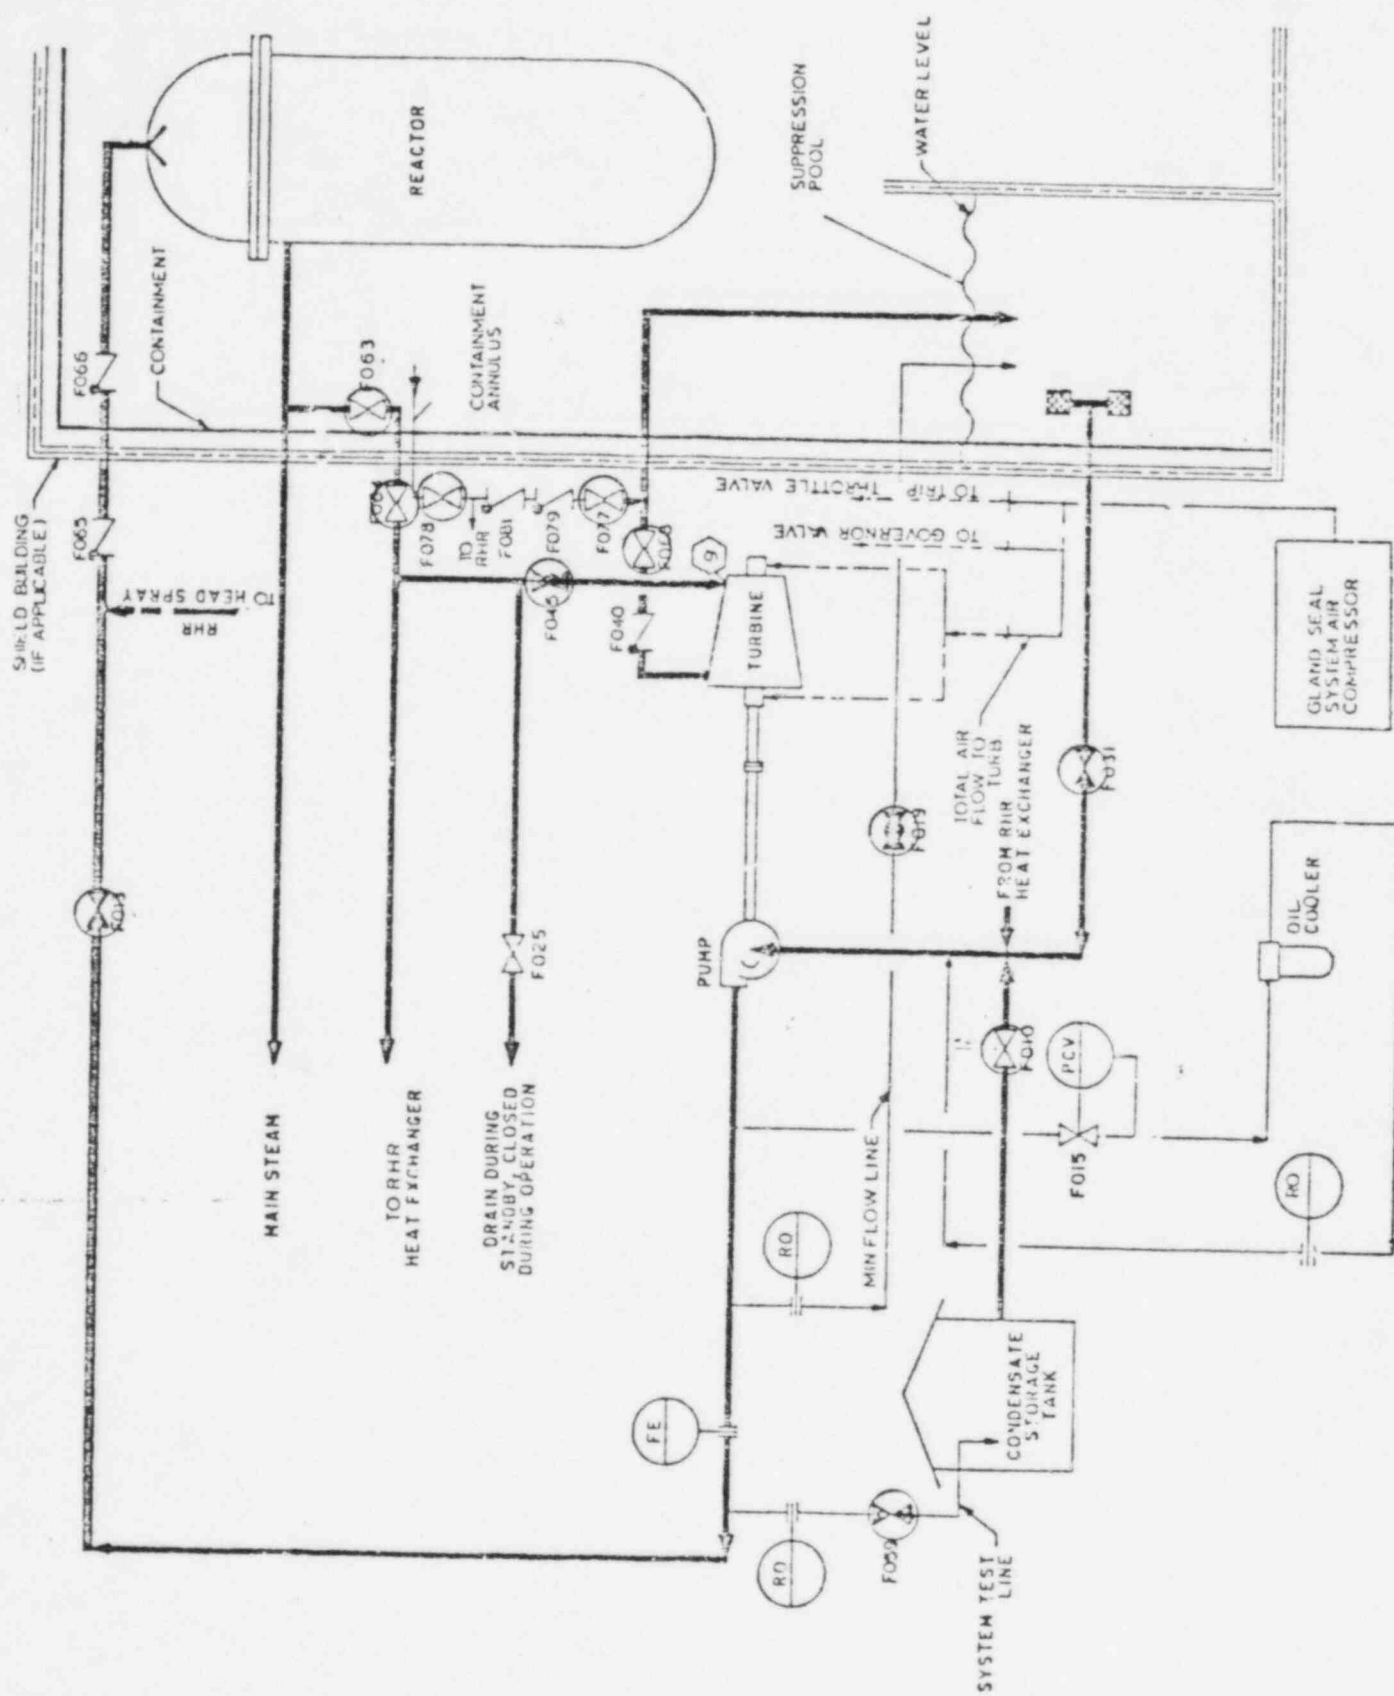 SHIELD BUILDING
(IF APPLICABLE)
F066
F065
F013
CONTAINMENT
RHR
TO HEAD SPRAY
REACTOR
MAIN STEAM
F063
F064
CONTAINMENT
ANNULUS
F078
TO
RHR
F081
F079
F077
F068
TO RHR
HEAT EXCHANGER
F045
F025
DRAIN DURING
STANDBY, CLOSED
DURING OPERATION
F040
9
TURBINE
PUMP
C
SUPPRESSION
POOL
WATER LEVEL
TO TRIP
THROTTLE VALVE
TO GOVERNOR VALVE
F019
TOTAL AIR
FLOW TO
TURB.
FROM RHR
HEAT EXCHANGER
F031
GLAND SEAL
SYSTEM AIR
COMPRESSOR
OIL
COOLER
F010
PCV
F015
RO
MIN FLOW LINE
RO
FE
RO
F059
CONDENSATE
STORAGE
TANK
SYSTEM TEST
LINE